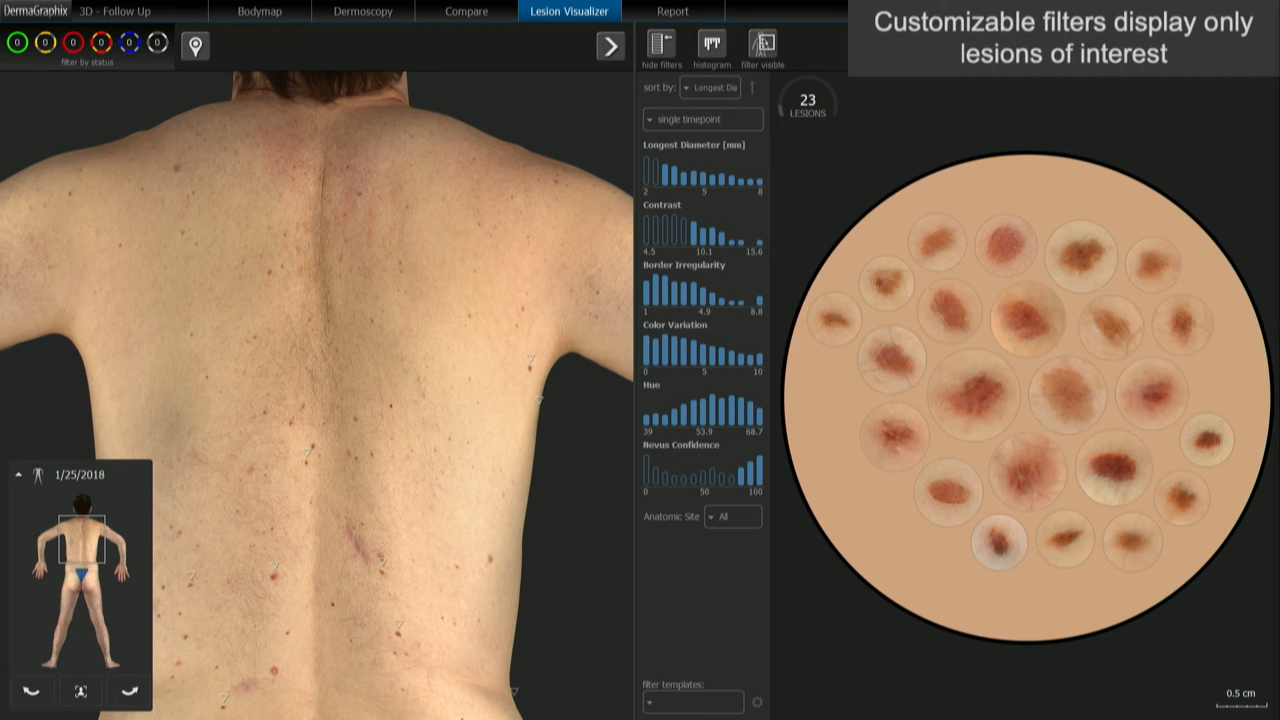 DermaGraphix 3D - Follow Up Bodymap Dermoscopy Compare Lesion Visualizer Report
Customizable filters display only
lesions of interest
0 0 0 0 0 0
filter by status
hide filters histogram filter visible
sort by: Longest Dia
23
LESIONS
single timepoint
Longest Diameter [mm]
2 5 8
Contrast
4.5 10.1 15.6
Border Irregularity
1 4.9 8.8
Color Variation
0 5 10
Hue
39 53.9 68.7
Nevus Confidence
0 50 100
Anatomic Site All
1/25/2018
filter templates:
0.5 cm